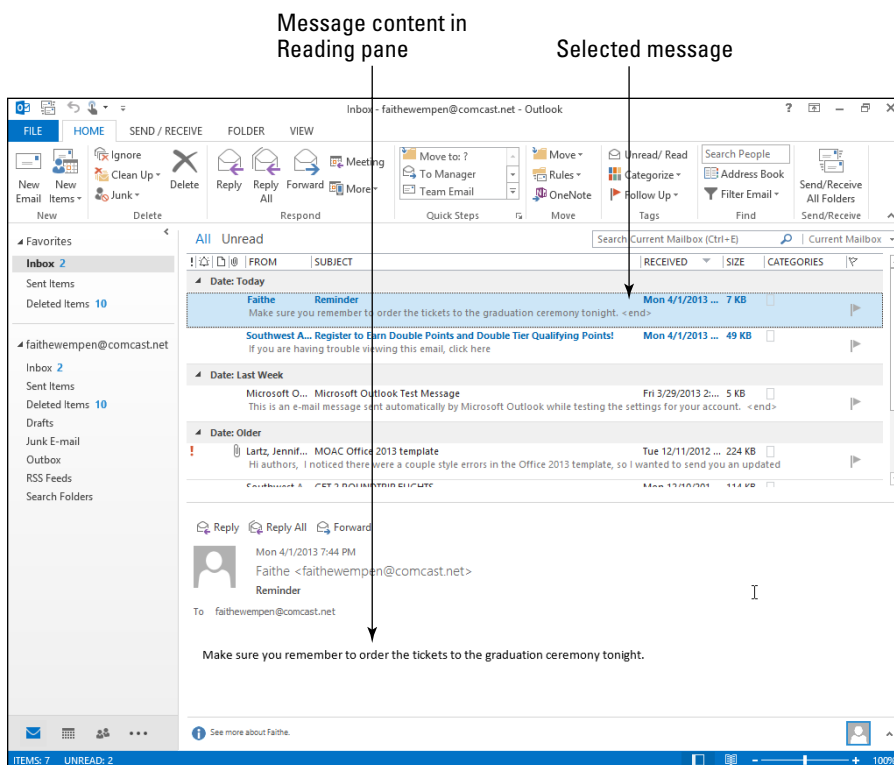 Message content in
Reading pane
Selected message
Inbox - faithewempen@comcast.net - Outlook
FILE HOME SEND / RECEIVE FOLDER VIEW
New Email
New Items
Ignore
Clean Up
Junk
Delete
Reply
Reply All
Forward
Meeting
More
Move to: ?
To Manager
Team Email
Move
Rules
OneNote
Unread/ Read
Categorize
Follow Up
Search People
Address Book
Filter Email
Send/Receive
All Folders
New Delete Respond Quick Steps Move Tags Find Send/Receive
Favorites
Inbox 2
Sent Items
Deleted Items 10
faithewempen@comcast.net
Inbox 2
Sent Items
Deleted Items 10
Drafts
Junk E-mail
Outbox
RSS Feeds
Search Folders
All Unread
Search Current Mailbox (Ctrl+E) Current Mailbox
! FROM SUBJECT RECEIVED SIZE CATEGORIES
Date: Today
Faithe Reminder Mon 4/1/2013 ... 7 KB
Make sure you remember to order the tickets to the graduation ceremony tonight. <end>
Southwest A... Register to Earn Double Points and Double Tier Qualifying Points! Mon 4/1/2013 ... 49 KB
If you are having trouble viewing this email, click here
Date: Last Week
Microsoft O... Microsoft Outlook Test Message Fri 3/29/2013 2:... 5 KB
This is an e-mail message sent automatically by Microsoft Outlook while testing the settings for your account. <end>
Date: Older
! Lartz, Jennif... MOAC Office 2013 template Tue 12/11/2012 ... 224 KB
Hi authors, I noticed there were a couple style errors in the Office 2013 template, so I wanted to send you an updated
Southwest A... GET 2 ROUNDTRIP FLIGHTS Mon 12/10/201... 114 KB
Reply Reply All Forward
Mon 4/1/2013 7:44 PM
Faithe <faithewempen@comcast.net>
Reminder
To faithewempen@comcast.net
Make sure you remember to order the tickets to the graduation ceremony tonight.
See more about Faithe.
ITEMS: 7 UNREAD: 2 100%